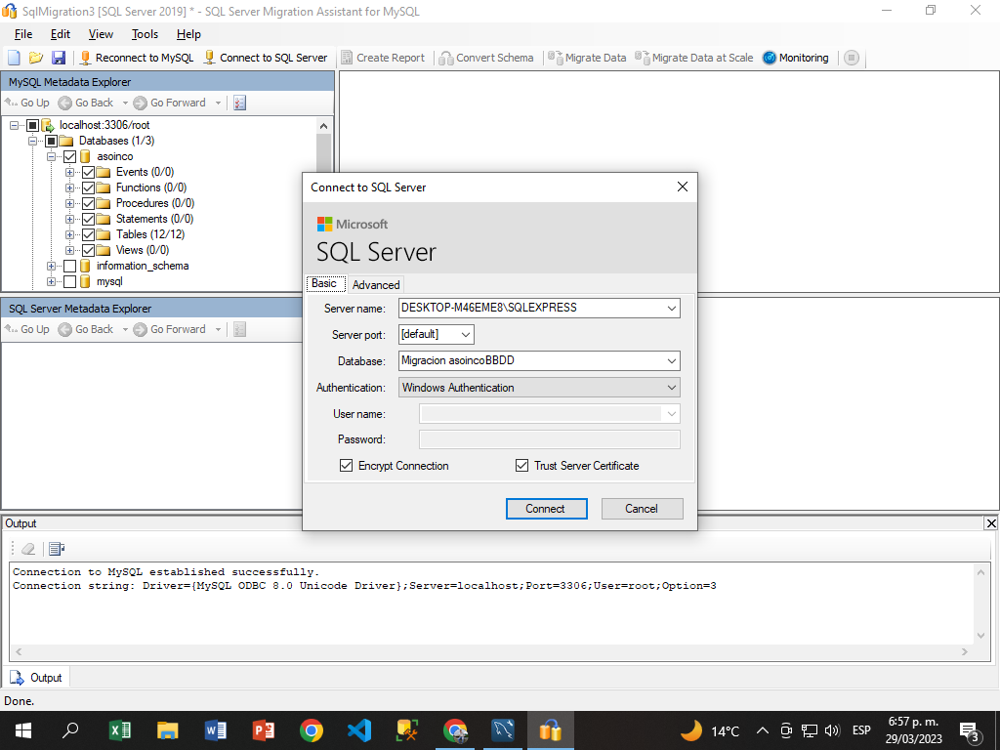 SqlMigration3 [SQL Server 2019] * - SQL Server Migration Assistant for MySQL
File Edit View Tools Help
Reconnect to MySQL Connect to SQL Server Create Report Convert Schema Migrate Data Migrate Data at Scale Monitoring
MySQL Metadata Explorer
Go Up Go Back Go Forward
localhost:3306/root
Databases (1/3)
asoinco
Events (0/0)
Functions (0/0)
Procedures (0/0)
Statements (0/0)
Tables (12/12)
Views (0/0)
information_schema
mysql
SQL Server Metadata Explorer
Go Up Go Back Go Forward
Connect to SQL Server
Microsoft
SQL Server
Basic Advanced
Server name: DESKTOP-M46EME8\SQLEXPRESS
Server port: [default]
Database: Migracion asoincoBBDD
Authentication: Windows Authentication
User name:
Password:
Encrypt Connection Trust Server Certificate
Connect Cancel
Output
Connection to MySQL established successfully.
Connection string: Driver={MySQL ODBC 8.0 Unicode Driver};Server=localhost;Port=3306;User=root;Option=3
Output
Done.
14°C ESP 6:57 p. m.
29/03/2023
3